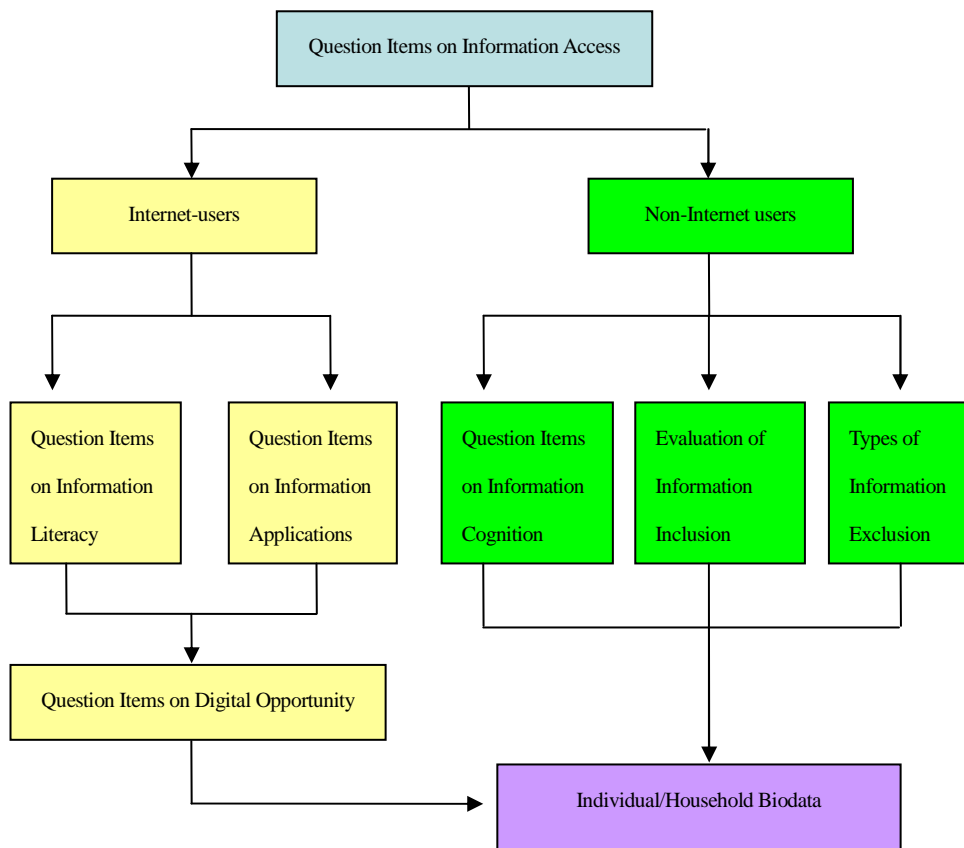 Question Items on Information Access
Internet-users
Non-Internet users
Question Items
on Information
Literacy
Question Items
on Information
Applications
Question Items
on Information
Cognition
Evaluation of
Information
Inclusion
Types of
Information
Exclusion
Question Items on Digital Opportunity
Individual/Household Biodata